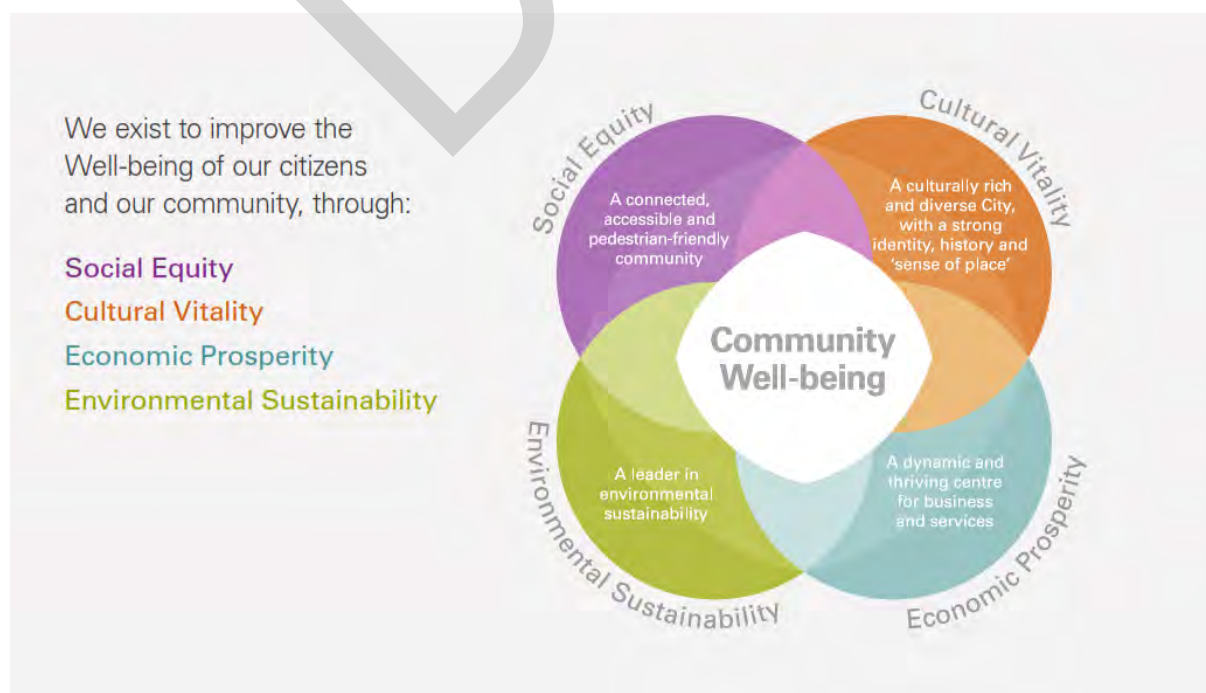 We exist to improve the
Well-being of our citizens
and our community, through:
Social Equity
Cultural Vitality
Economic Prosperity
Environmental Sustainability
Social Equity
A connected,
accessible and
pedestrian-friendly
community
Cultural Vitality
A culturally rich
and diverse City,
with a strong
identity, history and
‘sense of place’
Community
Well-being
Environmental Sustainability
A leader in
environmental
sustainability
A dynamic and
thriving centre
for business
and services
Economic Prosperity